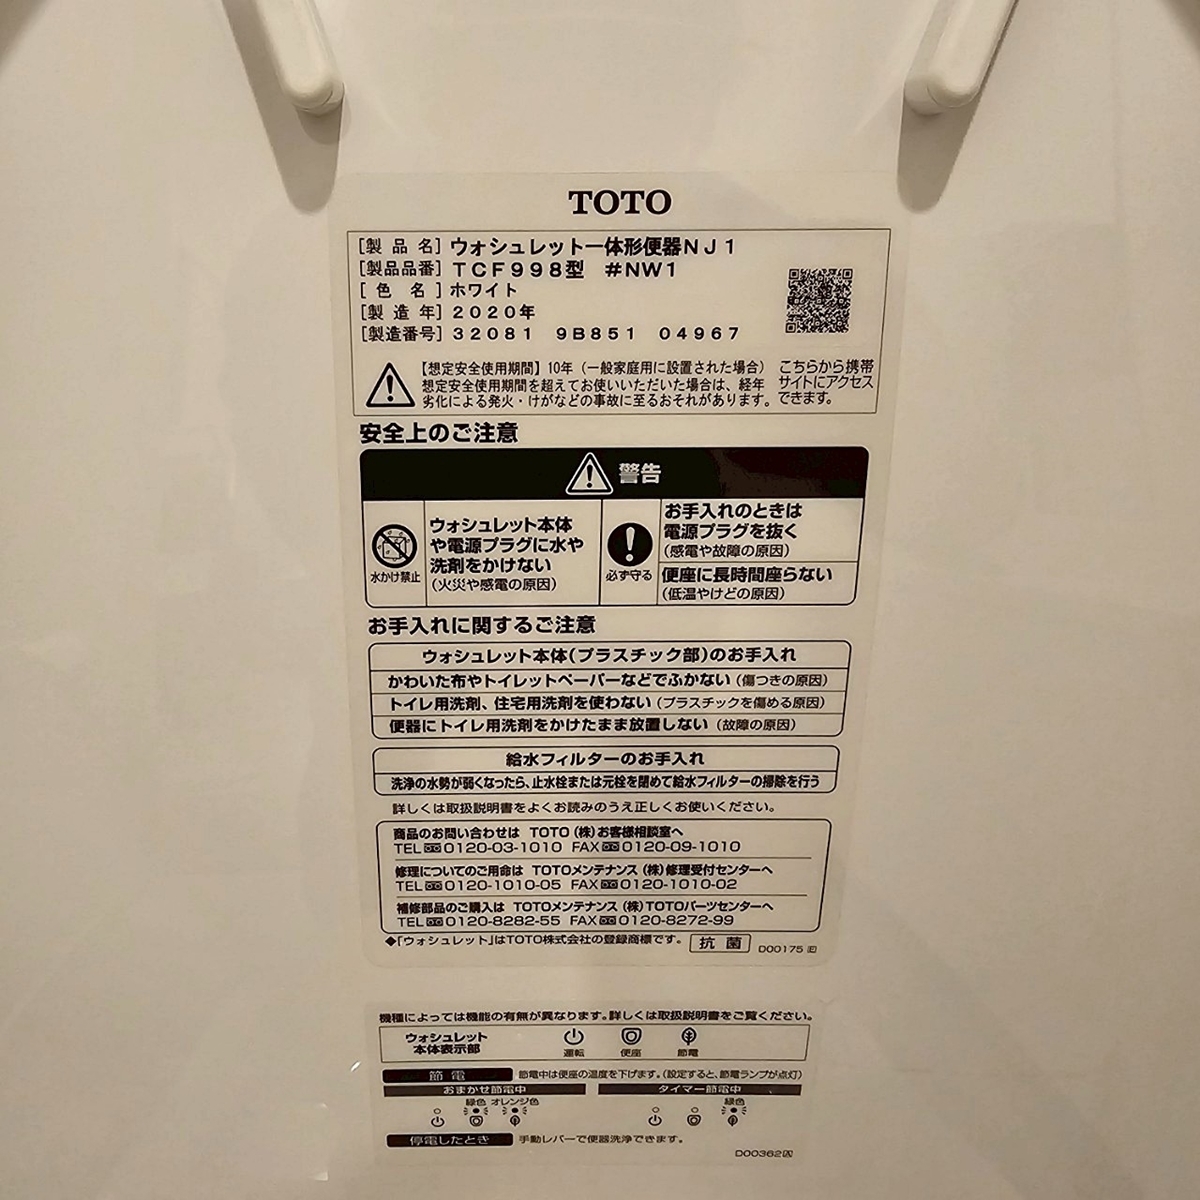 TOTO
[製品名] ウォシュレット一体形便器NJ1
[製品品番] TCF998型 #NW1
[色名] ホワイト
[製造年] 2020年
[製造番号] 32081 9B851 04967
【想定安全使用期間】10年(一般家庭用に設置された場合)
想定安全使用期間を超えてお使いいただいた場合は、経年
劣化による発火・けがなどの事故に至るおそれがあります。
こちらから携帯
サイトにアクセス
できます。
安全上のご注意
警告
水かけ禁止
ウォシュレット本体
や電源プラグに水や
洗剤をかけない
(火災や感電の原因)
必ず守る
お手入れのときは
電源プラグを抜く
(感電や故障の原因)
便座に長時間座らない
(低温やけどの原因)
お手入れに関するご注意
ウォシュレット本体(プラスチック部)のお手入れ
かわいた布やトイレットペーパーなどでふかない(傷つきの原因)
トイレ用洗剤、住宅用洗剤を使わない(プラスチックを傷める原因)
便器にトイレ用洗剤をかけたまま放置しない(故障の原因)
給水フィルターのお手入れ
洗浄の水勢が弱くなったら、止水栓または元栓を閉めて給水フィルターの掃除を行う
詳しくは取扱説明書をよくお読みのうえ正しくお使いください。
商品のお問い合わせは TOTO(株)お客様相談室へ
TEL 0120-03-1010 FAX 0120-09-1010
修理についてのご用命は TOTOメンテナンス(株)修理受付センターへ
TEL 0120-1010-05 FAX 0120-1010-02
補修部品のご購入は TOTOメンテナンス(株)TOTOパーツセンターへ
TEL 0120-8282-55 FAX 0120-8272-99
◆「ウォシュレット」はTOTO株式会社の登録商標です。 抗菌 D00175
機種によっては機能の有無が異なります。詳しくは取扱説明書をご覧ください。
ウォシュレット
本体表示部
運転 便座 節電
節電 節電中は便座の温度を下げます。(設定すると、節電ランプが点灯)
おまかせ節電中 タイマー節電中
緑色 オレンジ色 緑色
停電したとき 手動レバーで便器洗浄できます。
D00362